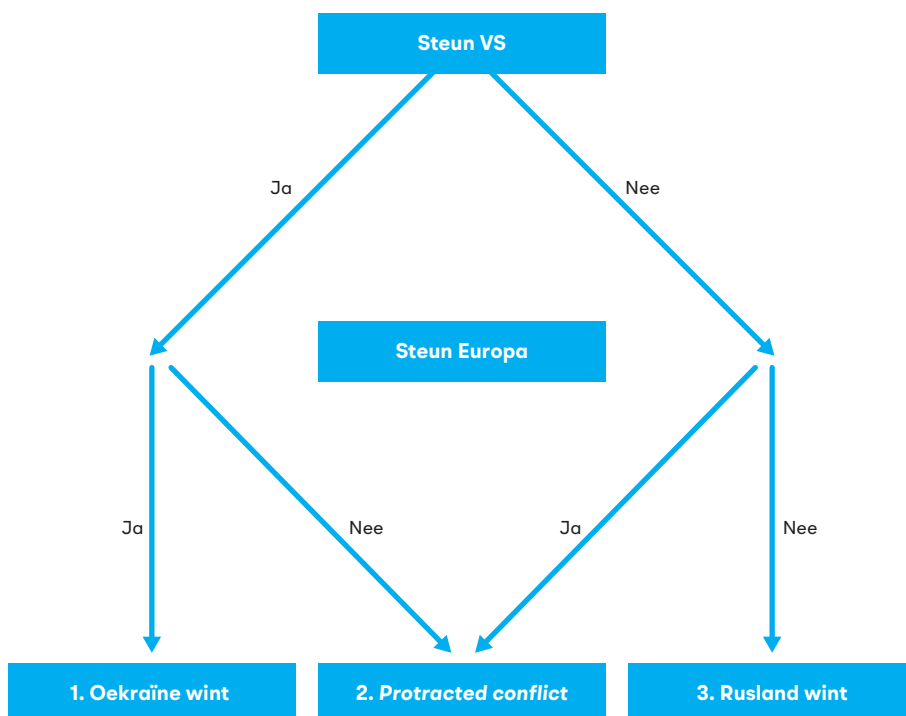 Steun VS
Ja
Nee
Steun Europa
Ja
Nee
Ja
Nee
1. Oekraïne wint
2. Protracted conflict
3. Rusland wint